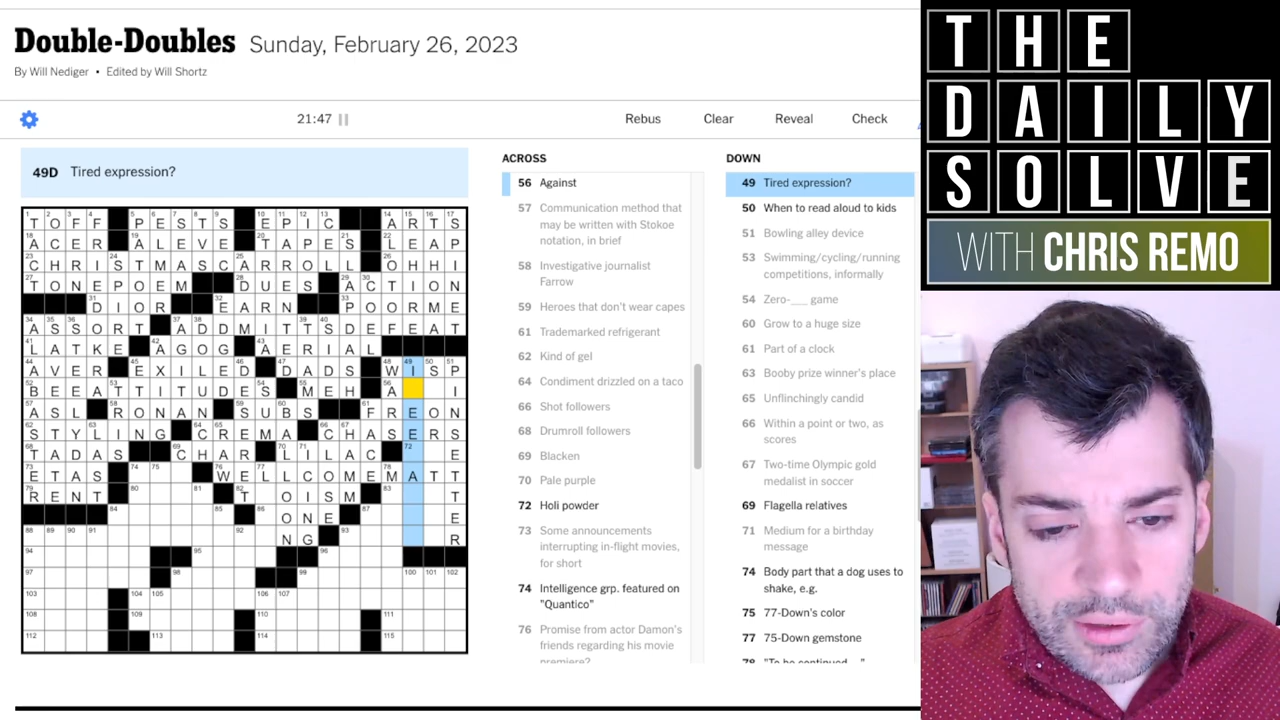 Double-Doubles Sunday, February 26, 2023
By Will Nediger • Edited by Will Shortz
21:47
Rebus Clear Reveal Check
49D Tired expression?
ACROSS
56 Against
57 Communication method that
may be written with Stokoe
notation, in brief
58 Investigative journalist
Farrow
59 Heroes that don't wear capes
61 Trademarked refrigerant
62 Kind of gel
64 Condiment drizzled on a taco
66 Shot followers
68 Drumroll followers
69 Blacken
70 Pale purple
72 Holi powder
73 Some announcements
interrupting in-flight movies,
for short
74 Intelligence grp. featured on
"Quantico"
76 Promise from actor Damon's
friends regarding his movie
premiere?
DOWN
49 Tired expression?
50 When to read aloud to kids
51 Bowling alley device
53 Swimming/cycling/running
competitions, informally
54 Zero-___ game
60 Grow to a huge size
61 Part of a clock
63 Booby prize winner's place
65 Unflinchingly candid
66 Within a point or two, as
scores
67 Two-time Olympic gold
medalist in soccer
69 Flagella relatives
71 Medium for a birthday
message
74 Body part that a dog uses to
shake, e.g.
75 77-Down's color
77 75-Down gemstone
78 "To be continued ..."
TOFF PESTS EPIC ARTS
ACER ALEVE TAPES LEAP
CHRISTMASCARROLL OHHI
TONEPOEM DUES ACTION
DIOR EARN POORME
ASSORT ADDMITTSDEFEAT
LATKE AGOG AERIAL
AVER EXILED DADS WISP
BEEATTITUDES MEH A I
ASL RONAN SUBS FREON
STYLING CREMA CHASERS
TADAS CHAR LILAC E
ETAS WELLCOMEMATT
RENT T OISM T
ONE E
NG R
THE
DAILY
SOLVE
WITH CHRIS REMO